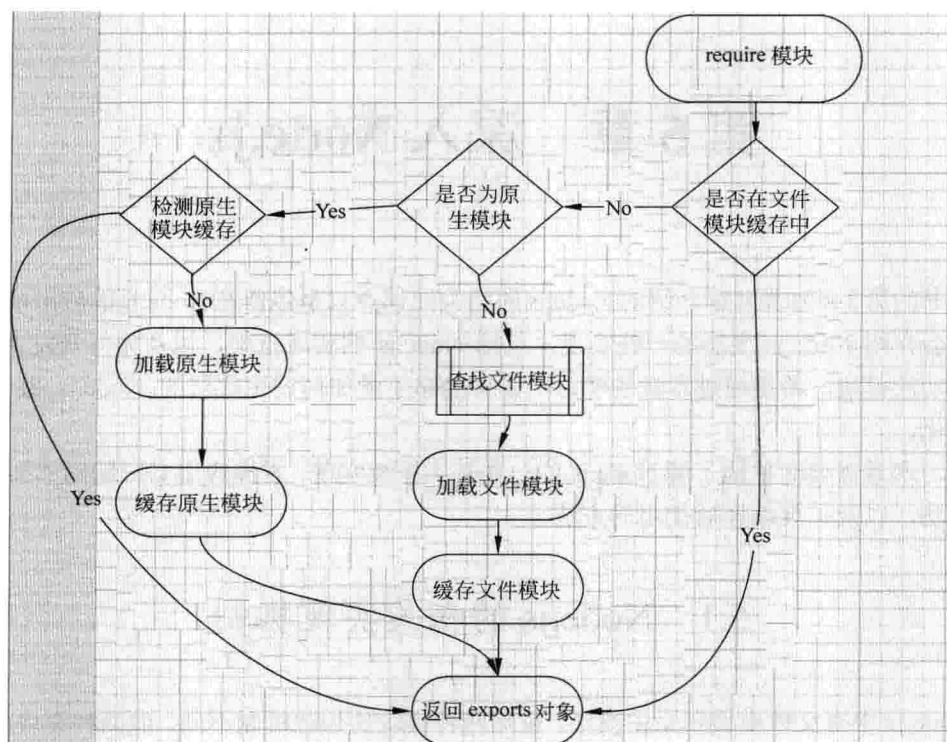 require 模块
是否在文件
模块缓存中
No
是否为原
生模块
Yes
检测原生
模块缓存
No
No
加载原生模块
查找文件模块
加载文件模块
缓存原生模块
Yes
Yes
缓存文件模块
返回 exports 对象